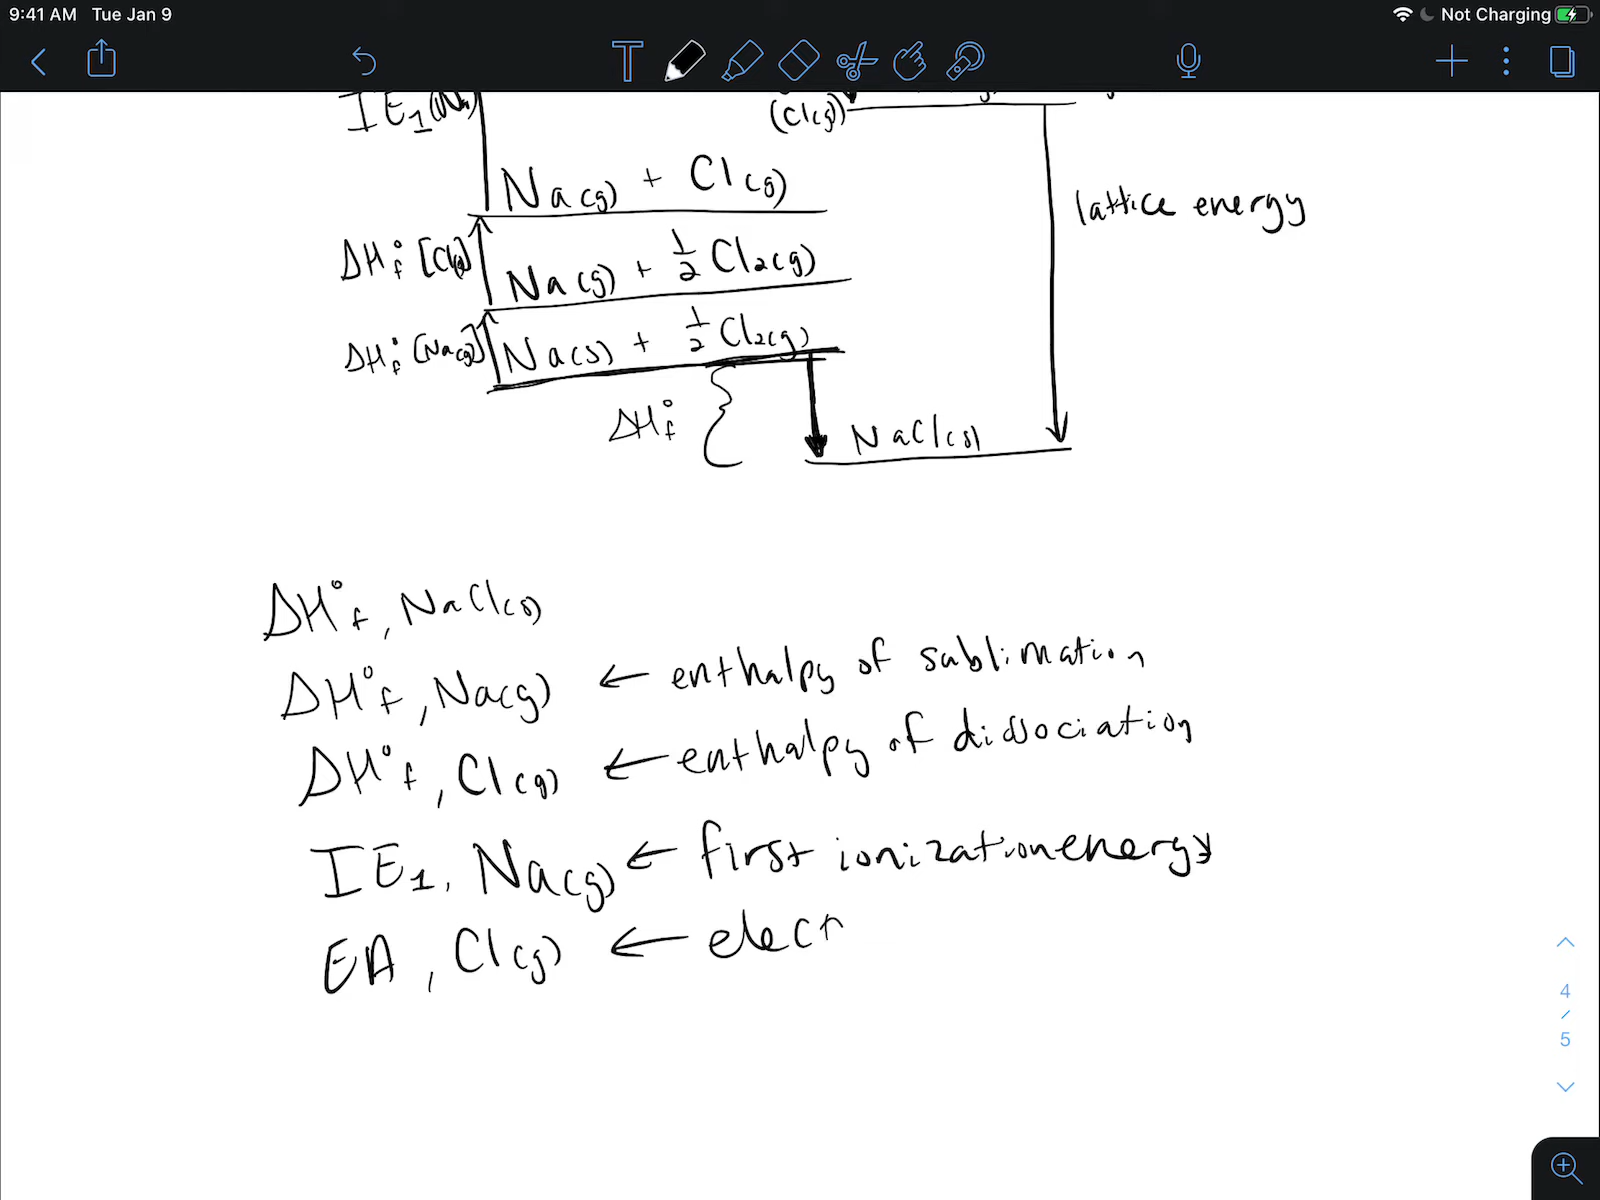 9:41 AM Tue Jan 9
Not Charging
T
IE₁(Na)
(Cl(g))
Na(g) + Cl(g)
lattice energy
ΔH°f [Cl(g)]
Na(g) + 1/2 Cl₂(g)
ΔH°f [Na(g)]
Na(s) + 1/2 Cl₂(g)
ΔH°f
NaCl(s)
ΔH°f, NaCl(s)
ΔH°f, Na(g) ← enthalpy of sublimation
ΔH°f, Cl(g) ← enthalpy of dissociation
IE₁, Na(g) ← first ionization energy
EA, Cl(g) ← elect
4
/
5